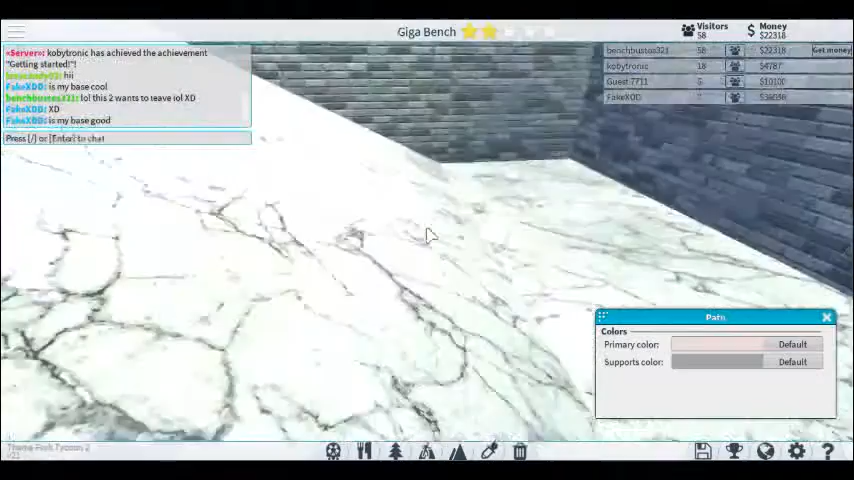 Giga Bench
Visitors
58
Money
$22318
«Server»: kobytronic has achieved the achievement
"Getting started!"!
hii
FakeXDD: is my base cool
benchbustes321: lol this 2 wants to leave lol XD
FakeXDD: XD
FakeXDD: is my base good
Press [/] or [Enter] to chat
benchbustes321 58 $22318 Get money
kobytronic 18 $4787
Guest 7711 $10100
FakeXDD
Path
Colors
Primary color: Default
Supports color: Default
Theme Park Tycoon 2